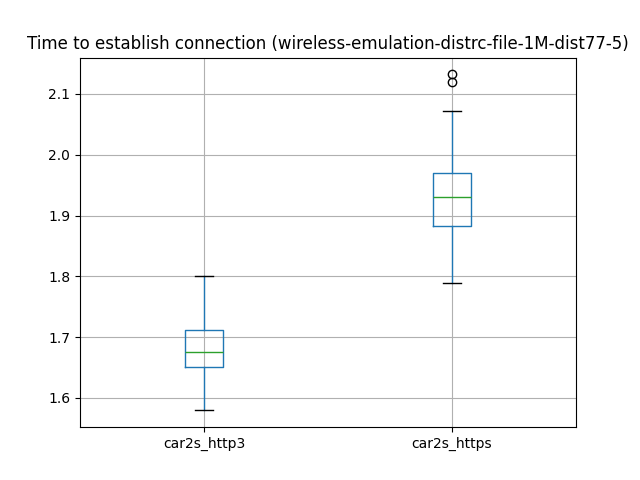 Time to establish connection (wireless-emulation-distrc-file-1M-dist77-5)
2.1
2.0
1.9
1.8
1.7
1.6
car2s_http3
car2s_https